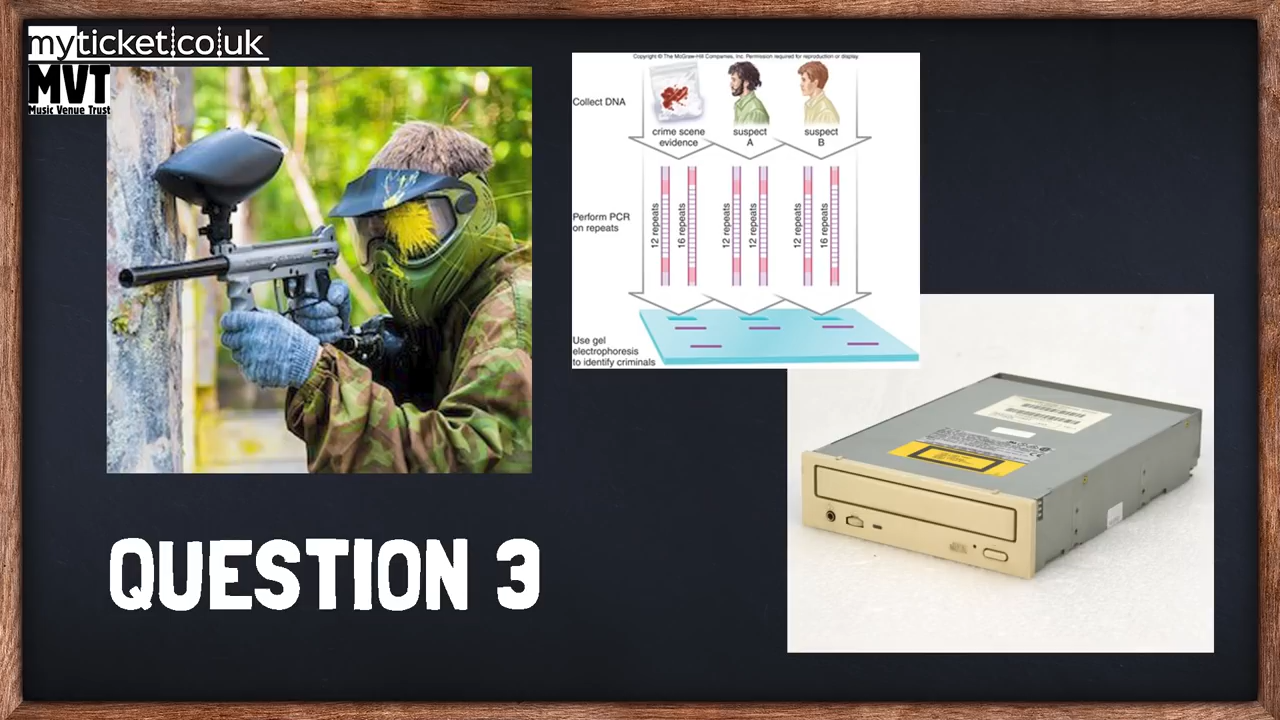 myticket.co.uk
MVT
Music Venue Trust
Copyright © The McGraw-Hill Companies, Inc. Permission required for reproduction or display
Collect DNA
crime scene
evidence
suspect
A
suspect
B
Perform PCR
on repeats
12 repeats
16 repeats
12 repeats
12 repeats
12 repeats
16 repeats
Use gel
electrophoresis
to identify criminals
QUESTION 3